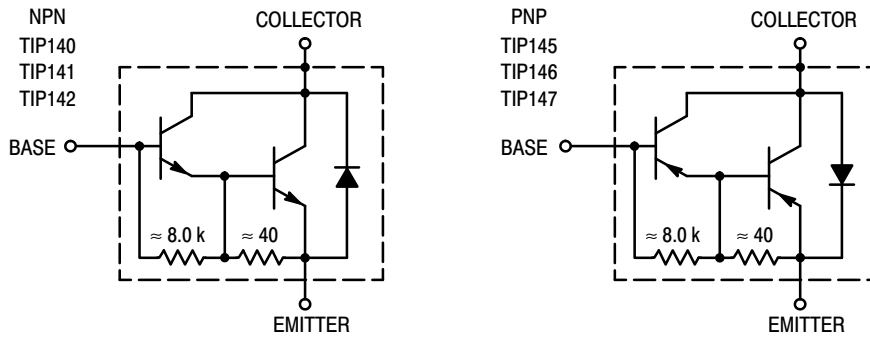 NPN
TIP140
TIP141
TIP142
COLLECTOR
BASE
≈ 8.0 k
≈ 40
EMITTER
PNP
TIP145
TIP146
TIP147
COLLECTOR
BASE
≈ 8.0 k
≈ 40
EMITTER